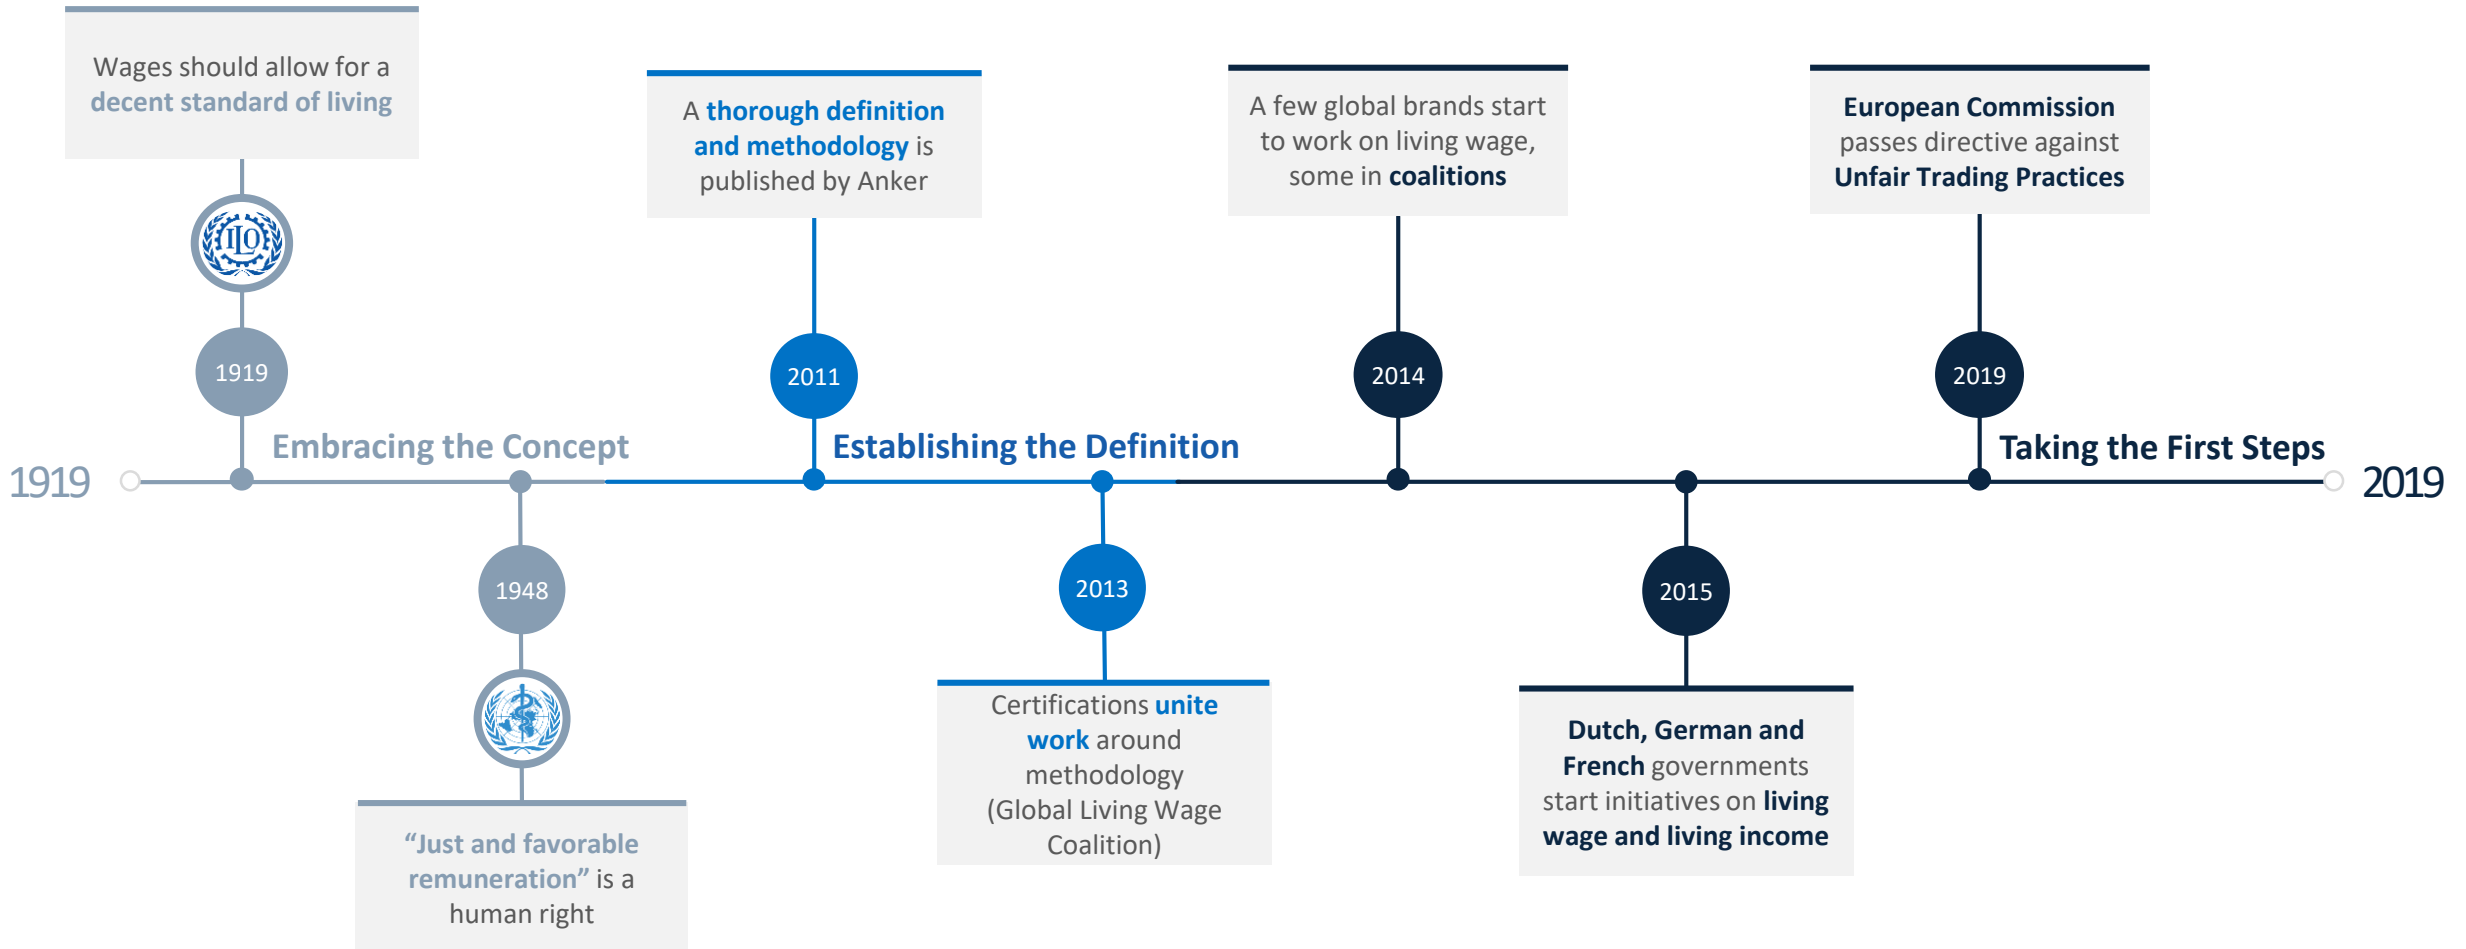 Wages should allow for a
decent standard of living
ILO
1919
A thorough definition
and methodology is
published by Anker
2011
A few global brands start
to work on living wage,
some in coalitions
2014
European Commission
passes directive against
Unfair Trading Practices
2019
1919
Embracing the Concept
Establishing the Definition
Taking the First Steps
2019
1948
“Just and favorable
remuneration” is a
human right
2013
Certifications unite
work around
methodology
(Global Living Wage
Coalition)
2015
Dutch, German and
French governments
start initiatives on living
wage and living income